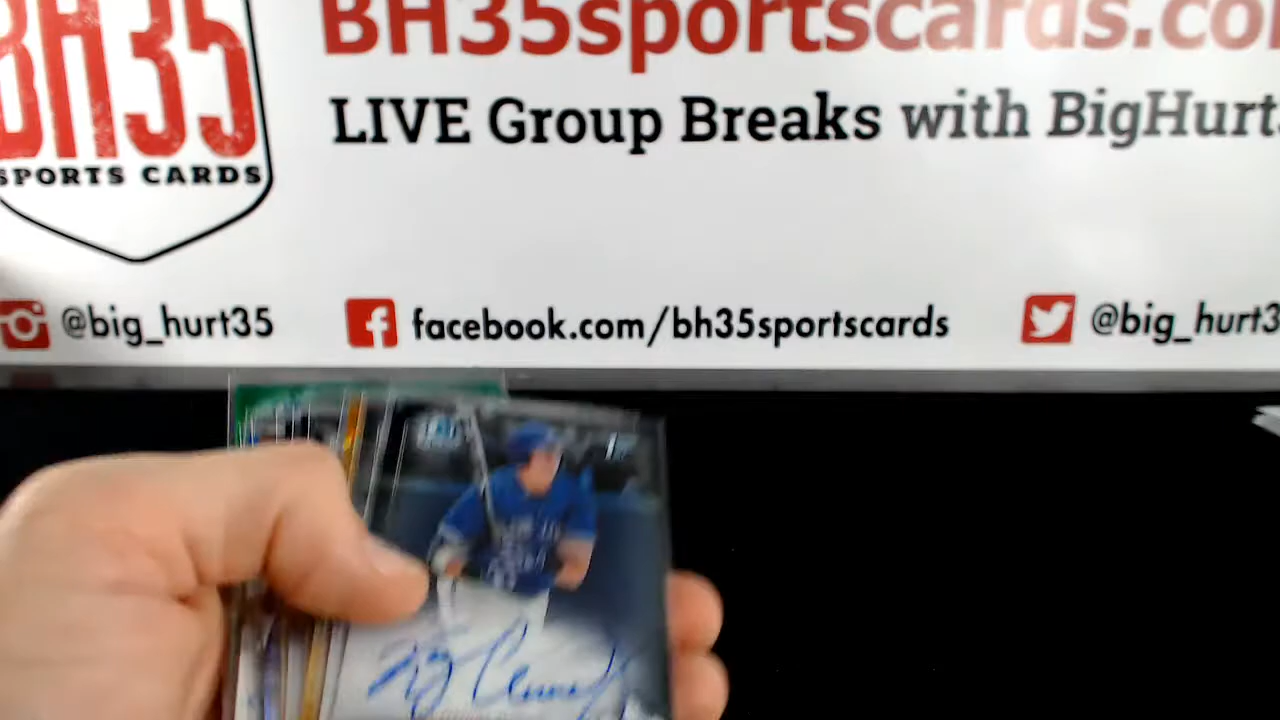 BH35
SPORTS CARDS
BH35sportscards.co
LIVE Group Breaks with BigHurt
@big_hurt35
facebook.com/bh35sportscards
@big_hurt3